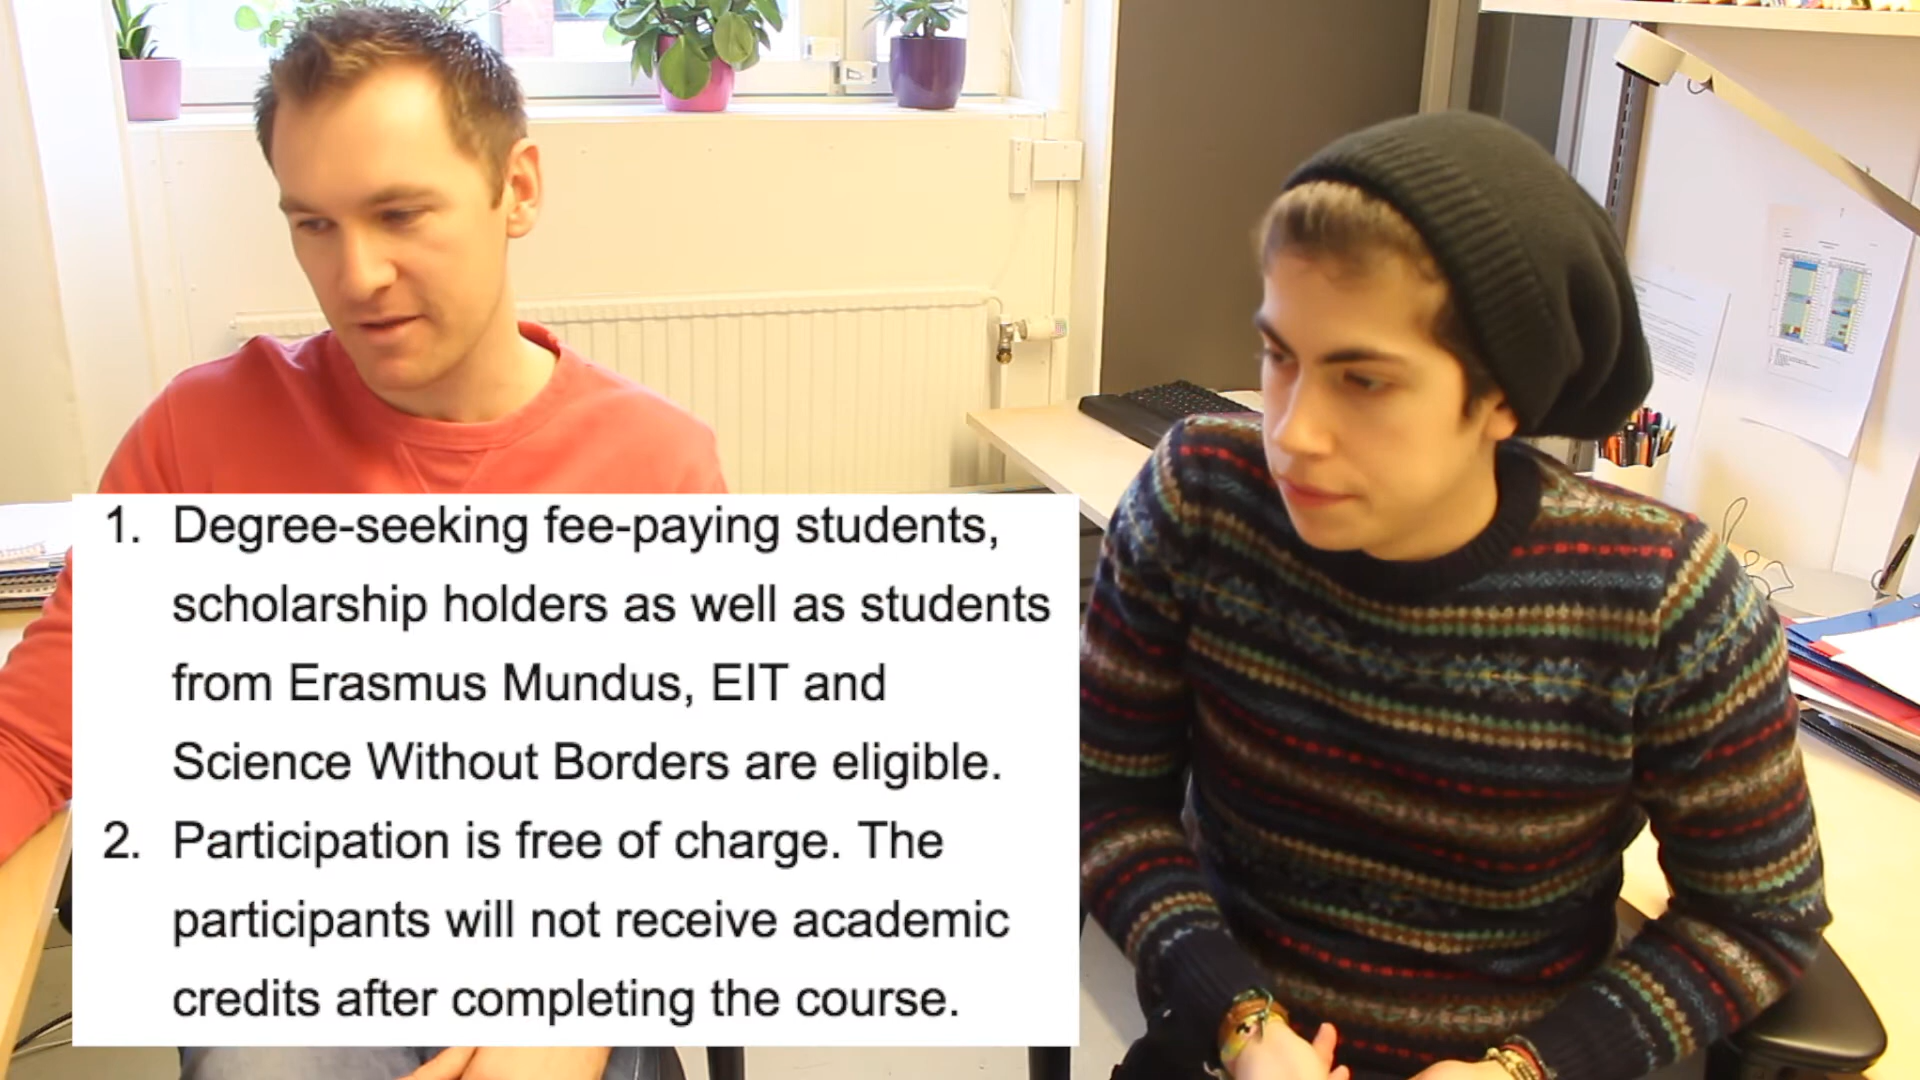 1. Degree-seeking fee-paying students,
scholarship holders as well as students
from Erasmus Mundus, EIT and
Science Without Borders are eligible.
2. Participation is free of charge. The
participants will not receive academic
credits after completing the course.